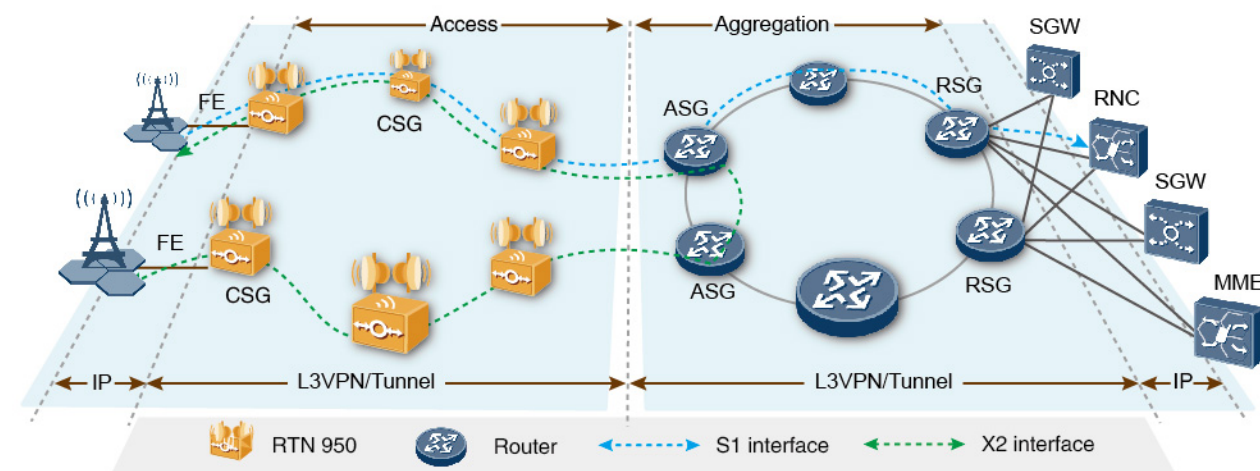 Access
Aggregation
SGW
FE
CSG
ASG
RSG
RNC
SGW
FE
CSG
ASG
RSG
MME
IP
L3VPN/Tunnel
L3VPN/Tunnel
IP
RTN 950
Router
S1 interface
X2 interface